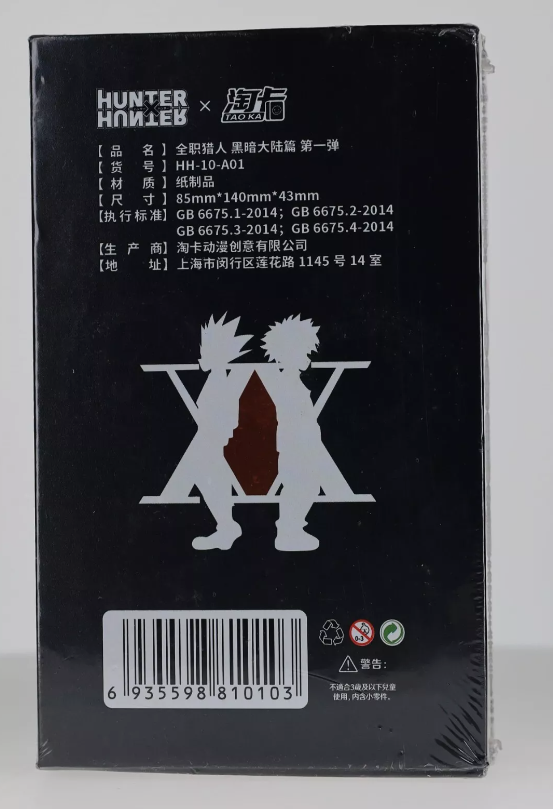 HUNTER
×
HUNTER
× 淘卡
TAO KA
【品 名】全职猎人 黑暗大陆篇 第一弹
【货 号】HH-10-A01
【材 质】纸制品
【尺 寸】85mm*140mm*43mm
【执行标准】GB 6675.1-2014；GB 6675.2-2014
GB 6675.3-2014；GB 6675.4-2014
【生 产 商】淘卡动漫创意有限公司
【地 址】上海市闵行区莲花路 1145 号 14 室
0-3
警告：
不適合3歲及以下兒童
使用，内含小零件。
6 935598 810103